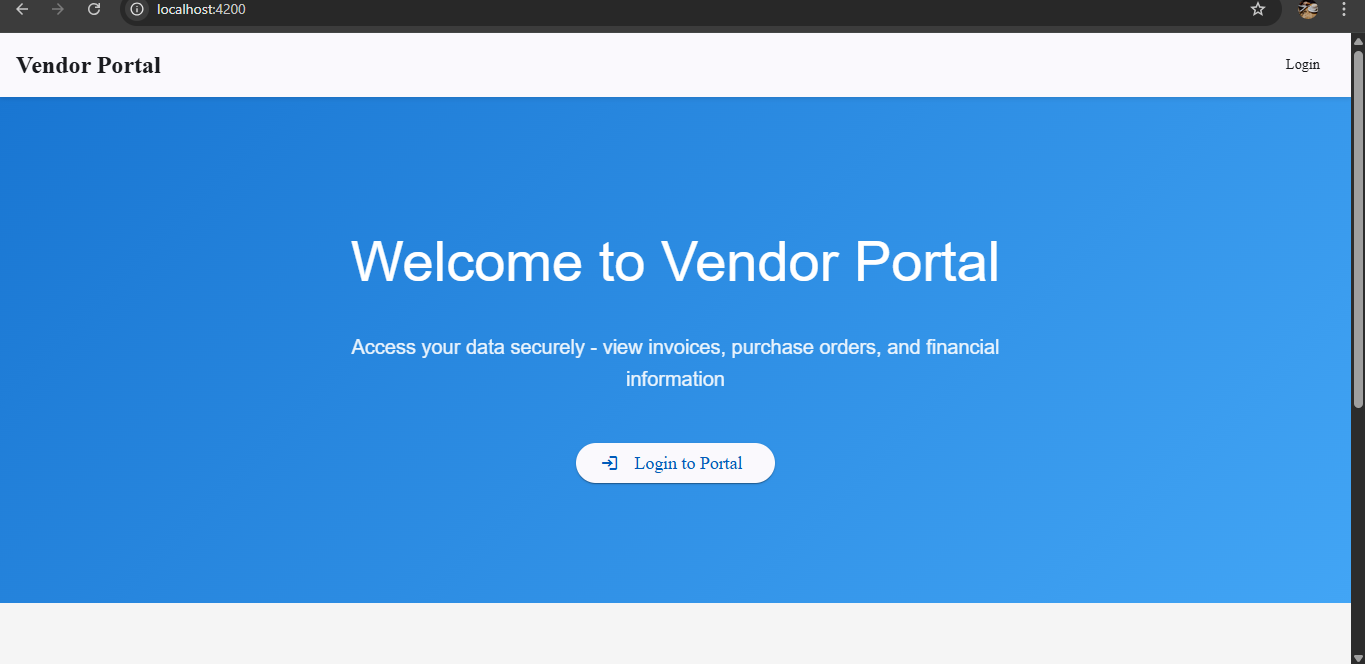 localhost:4200
Vendor Portal
Login
Welcome to Vendor Portal
Access your data securely - view invoices, purchase orders, and financial
information
Login to Portal